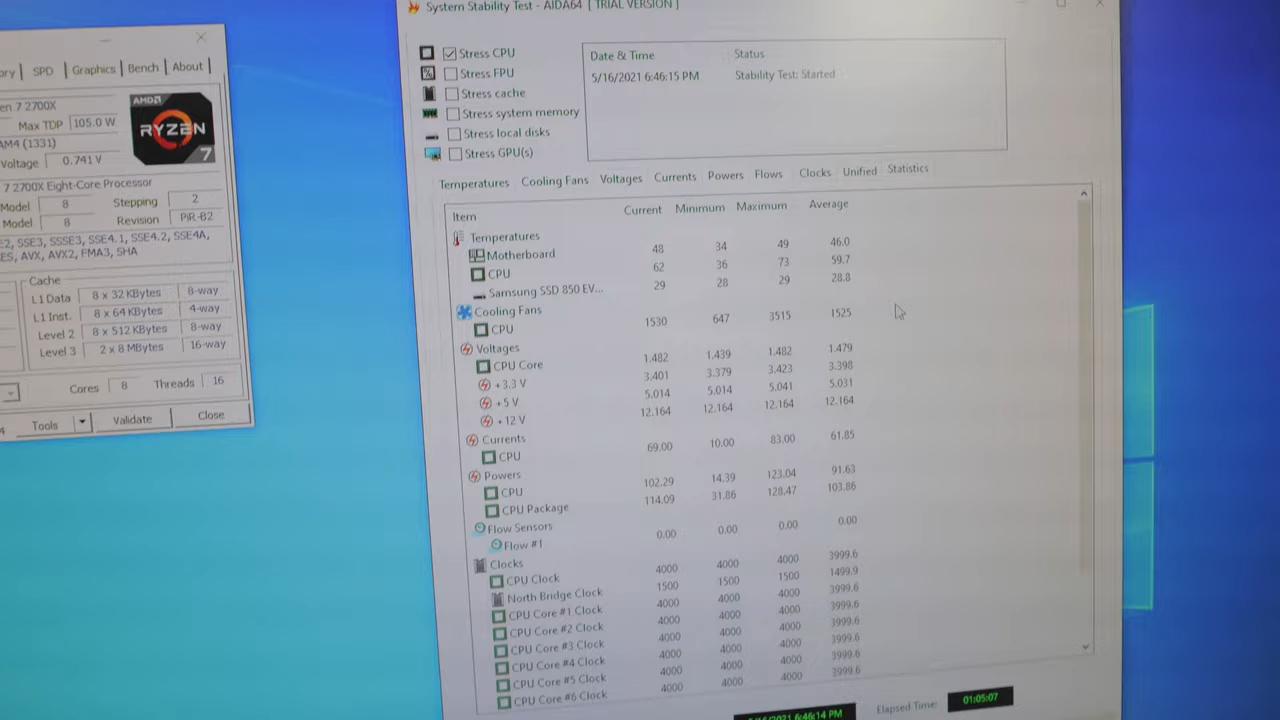 System Stability Test - AIDA64 [ TRIAL VERSION ]
SPD Graphics Bench About
7 2700X
Max TDP 105.0 W
AMD RYZEN 7
AM4 (1331)
Voltage 0.741 V
7 2700X Eight-Core Processor
Model 8 Stepping 2
Model 8 Revision PiR-B2
SSE3, SSSE3, SSE4.1, SSE4.2, SSE4A,
AVX, AVX2, FMA3, SHA
Cache
L1 Data 8 x 32 KBytes 8-way
L1 Inst. 8 x 64 KBytes 4-way
Level 2 8 x 512 KBytes 8-way
Level 3 2 x 8 MBytes 16-way
Cores 8 Threads 16
Tools Validate Close
Stress CPU
Stress FPU
Stress cache
Stress system memory
Stress local disks
Stress GPU(s)
Date & Time Status
5/16/2021 6:46:15 PM Stability Test: Started
Temperatures Cooling Fans Voltages Currents Powers Flows Clocks Unified Statistics
Item Current Minimum Maximum Average
Temperatures
Motherboard 48 34 49 46.0
CPU 62 36 73 59.7
Samsung SSD 850 EV... 29 28 29 28.8
Cooling Fans
CPU 1530 647 3515 1525
Voltages
CPU Core 1.482 1.439 1.482 1.479
+3.3 V 3.401 3.379 3.423 3.398
+5 V 5.014 5.014 5.041 5.031
+12 V 12.164 12.164 12.164 12.164
Currents
CPU 69.00 10.00 83.00 61.85
Powers
CPU 102.29 14.39 123.04 91.63
CPU Package 114.09 31.86 128.47 103.86
Flow Sensors
Flow #1 0.00 0.00 0.00 0.00
Clocks
CPU Clock 4000 4000 4000 3999.6
North Bridge Clock 1500 1500 1500 1499.9
CPU Core #1 Clock 4000 4000 4000 3999.6
CPU Core #2 Clock 4000 4000 4000 3999.6
CPU Core #3 Clock 4000 4000 4000 3999.6
CPU Core #4 Clock 4000 4000 4000 3999.6
CPU Core #5 Clock 4000 4000 4000 3999.6
CPU Core #6 Clock 4000 4000 4000 3999.6
5/16/2021 6:46:14 PM Elapsed Time: 01:05:07